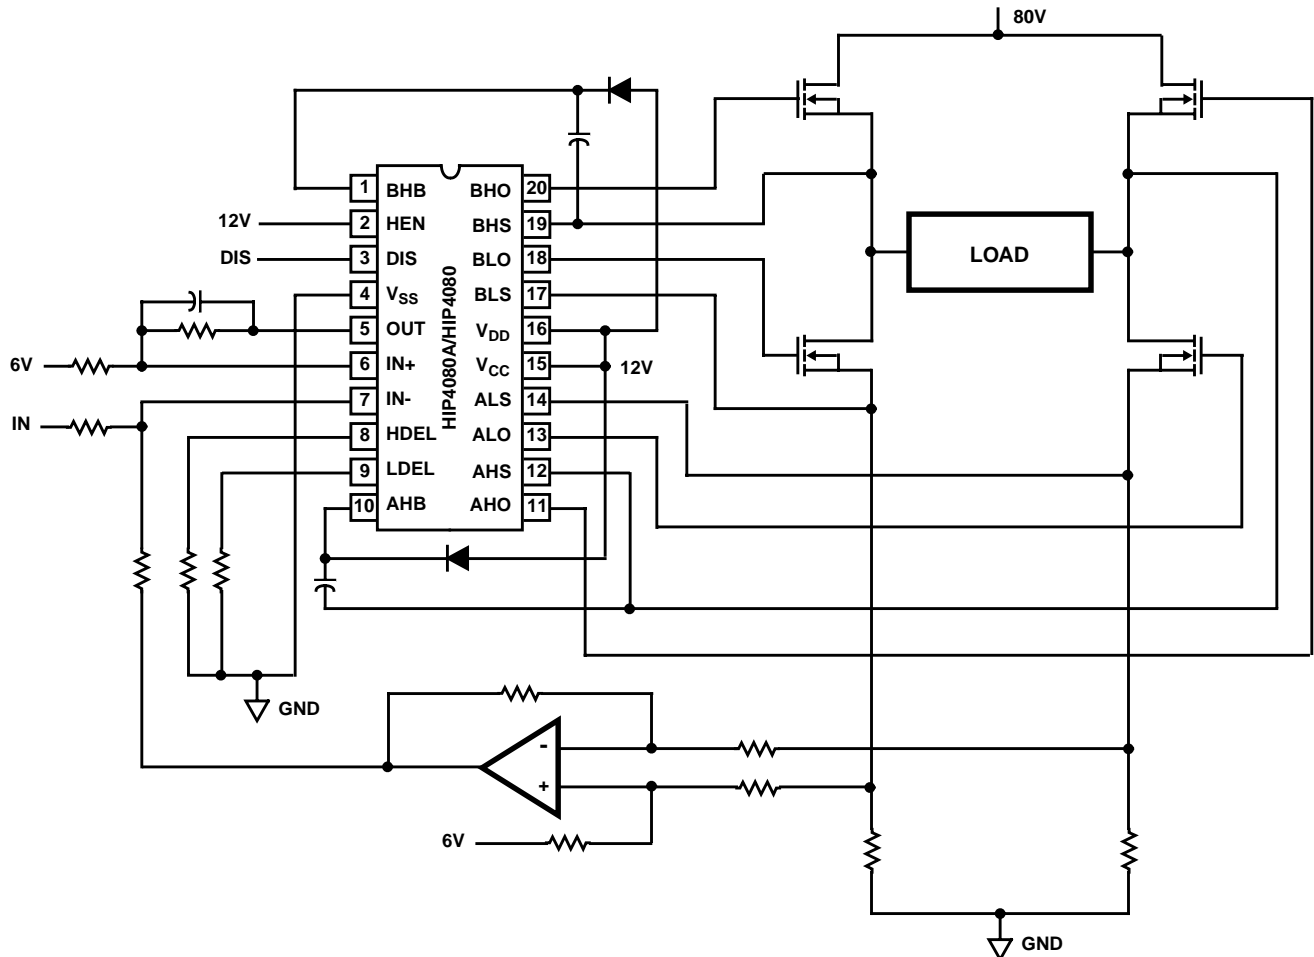 80V
1 BHB BHO 20
12V 2 HEN BHS 19
DIS 3 DIS BLO 18
LOAD
4 VSS BLS 17
5 OUT VDD 16
6V 6 IN+ VCC 15 12V
7 IN- ALS 14
IN
8 HDEL ALO 13
9 LDEL AHS 12
10 AHB AHO 11
HIP4080A/HIP4080
GND
-
+
6V
GND